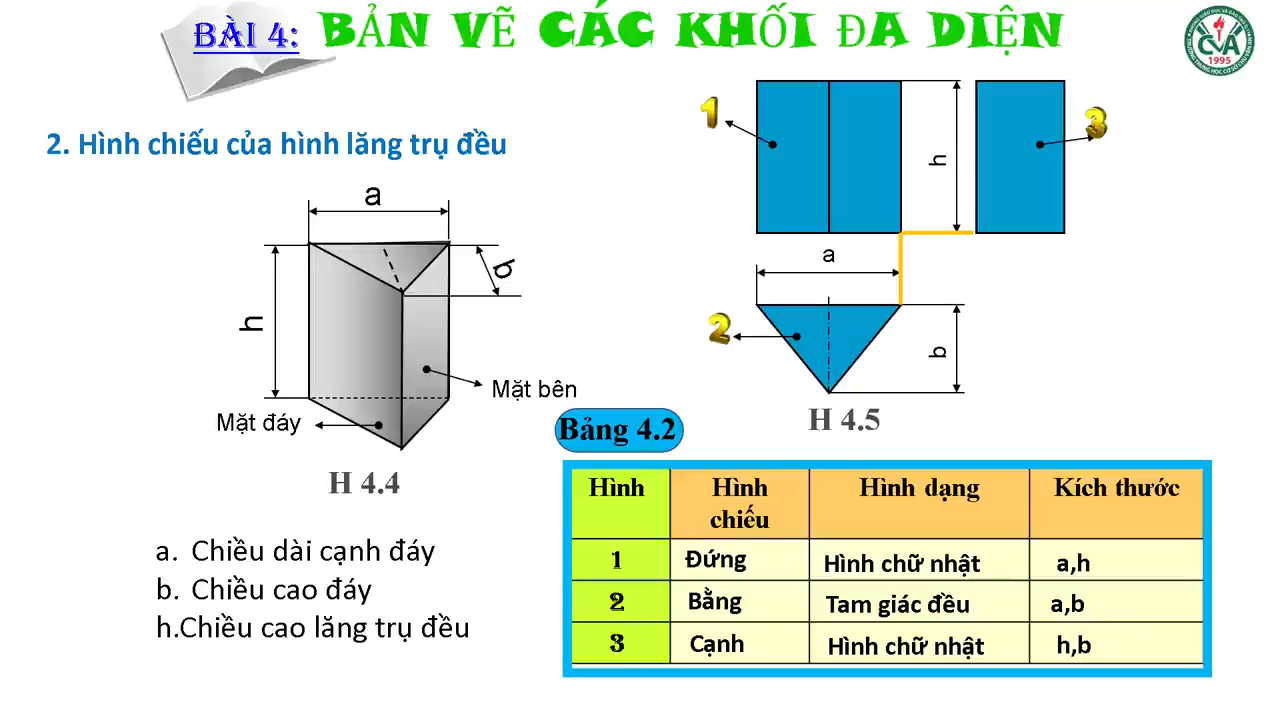 BÀI 4: BẢN VẼ CÁC KHỐI ĐA DIỆN
CVA
1995
2. Hình chiếu của hình lăng trụ đều
a
b
h
Mặt bên
Mặt đáy
H 4.4
a. Chiều dài cạnh đáy
b. Chiều cao đáy
h.Chiều cao lăng trụ đều
1
h
3
a
2
b
H 4.5
Bảng 4.2
Hình Hình chiếu Hình dạng Kích thước
1 Đứng Hình chữ nhật a,h
2 Bằng Tam giác đều a,b
3 Cạnh Hình chữ nhật h,b